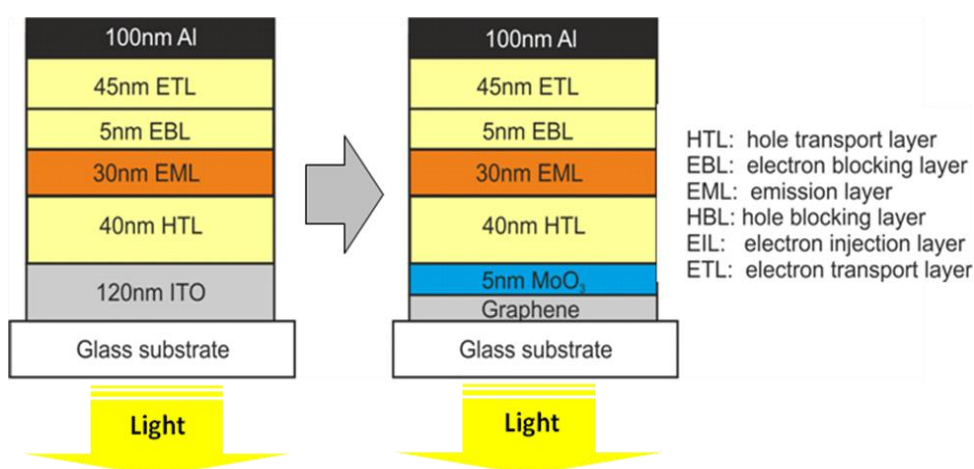 100nm Al
45nm ETL
5nm EBL
30nm EML
40nm HTL
120nm ITO
Glass substrate
Light
100nm Al
45nm ETL
5nm EBL
30nm EML
40nm HTL
5nm MoO₃
Graphene
Glass substrate
Light
HTL: hole transport layer
EBL: electron blocking layer
EML: emission layer
HBL: hole blocking layer
EIL: electron injection layer
ETL: electron transport layer